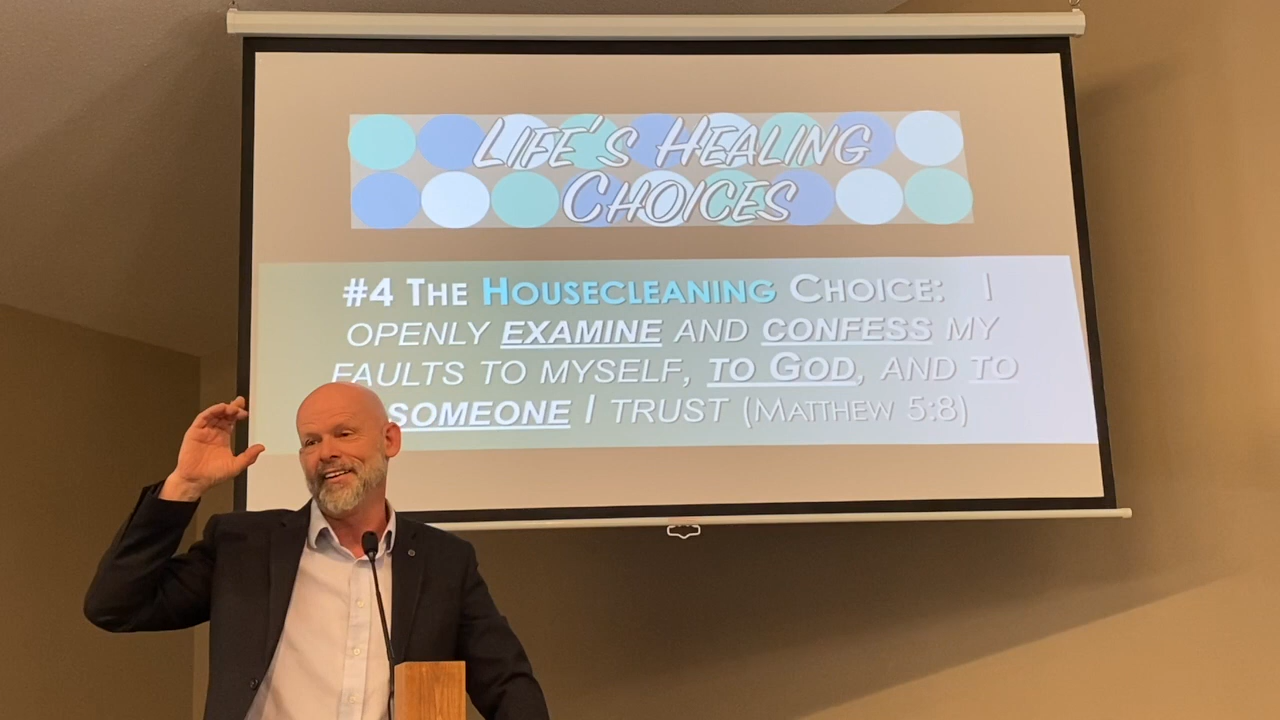 LIFE'S HEALING
CHOICES
#4 THE HOUSECLEANING CHOICE: I
OPENLY EXAMINE AND CONFESS MY
FAULTS TO MYSELF, TO GOD, AND TO
SOMEONE I TRUST (MATTHEW 5:8)